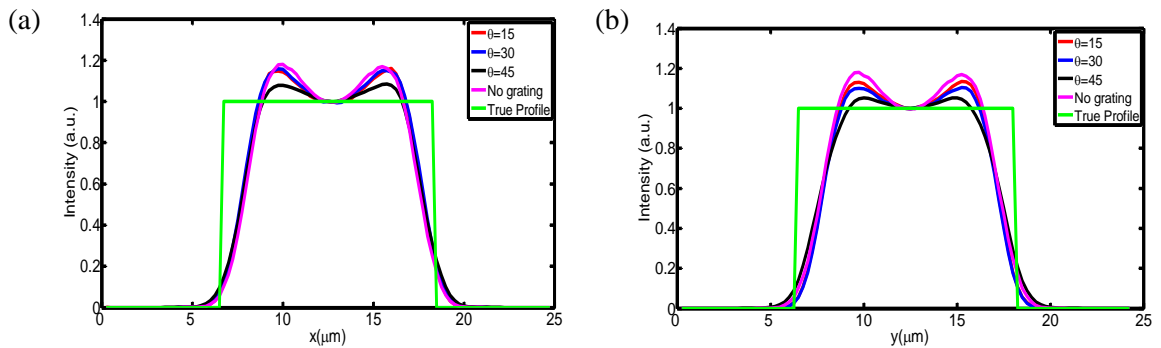 (a)
Intensity (a.u.)
1.4
1.2
1
0.8
0.6
0.4
0.2
0
0 5 10 15 20 25
x(μm)
θ=15
θ=30
θ=45
No grating
True Profile
(b)
Intensity (a.u.)
1.4
1.2
1
0.8
0.6
0.4
0.2
0
0 5 10 15 20 25
y(μm)
θ=15
θ=30
θ=45
No grating
True Profile